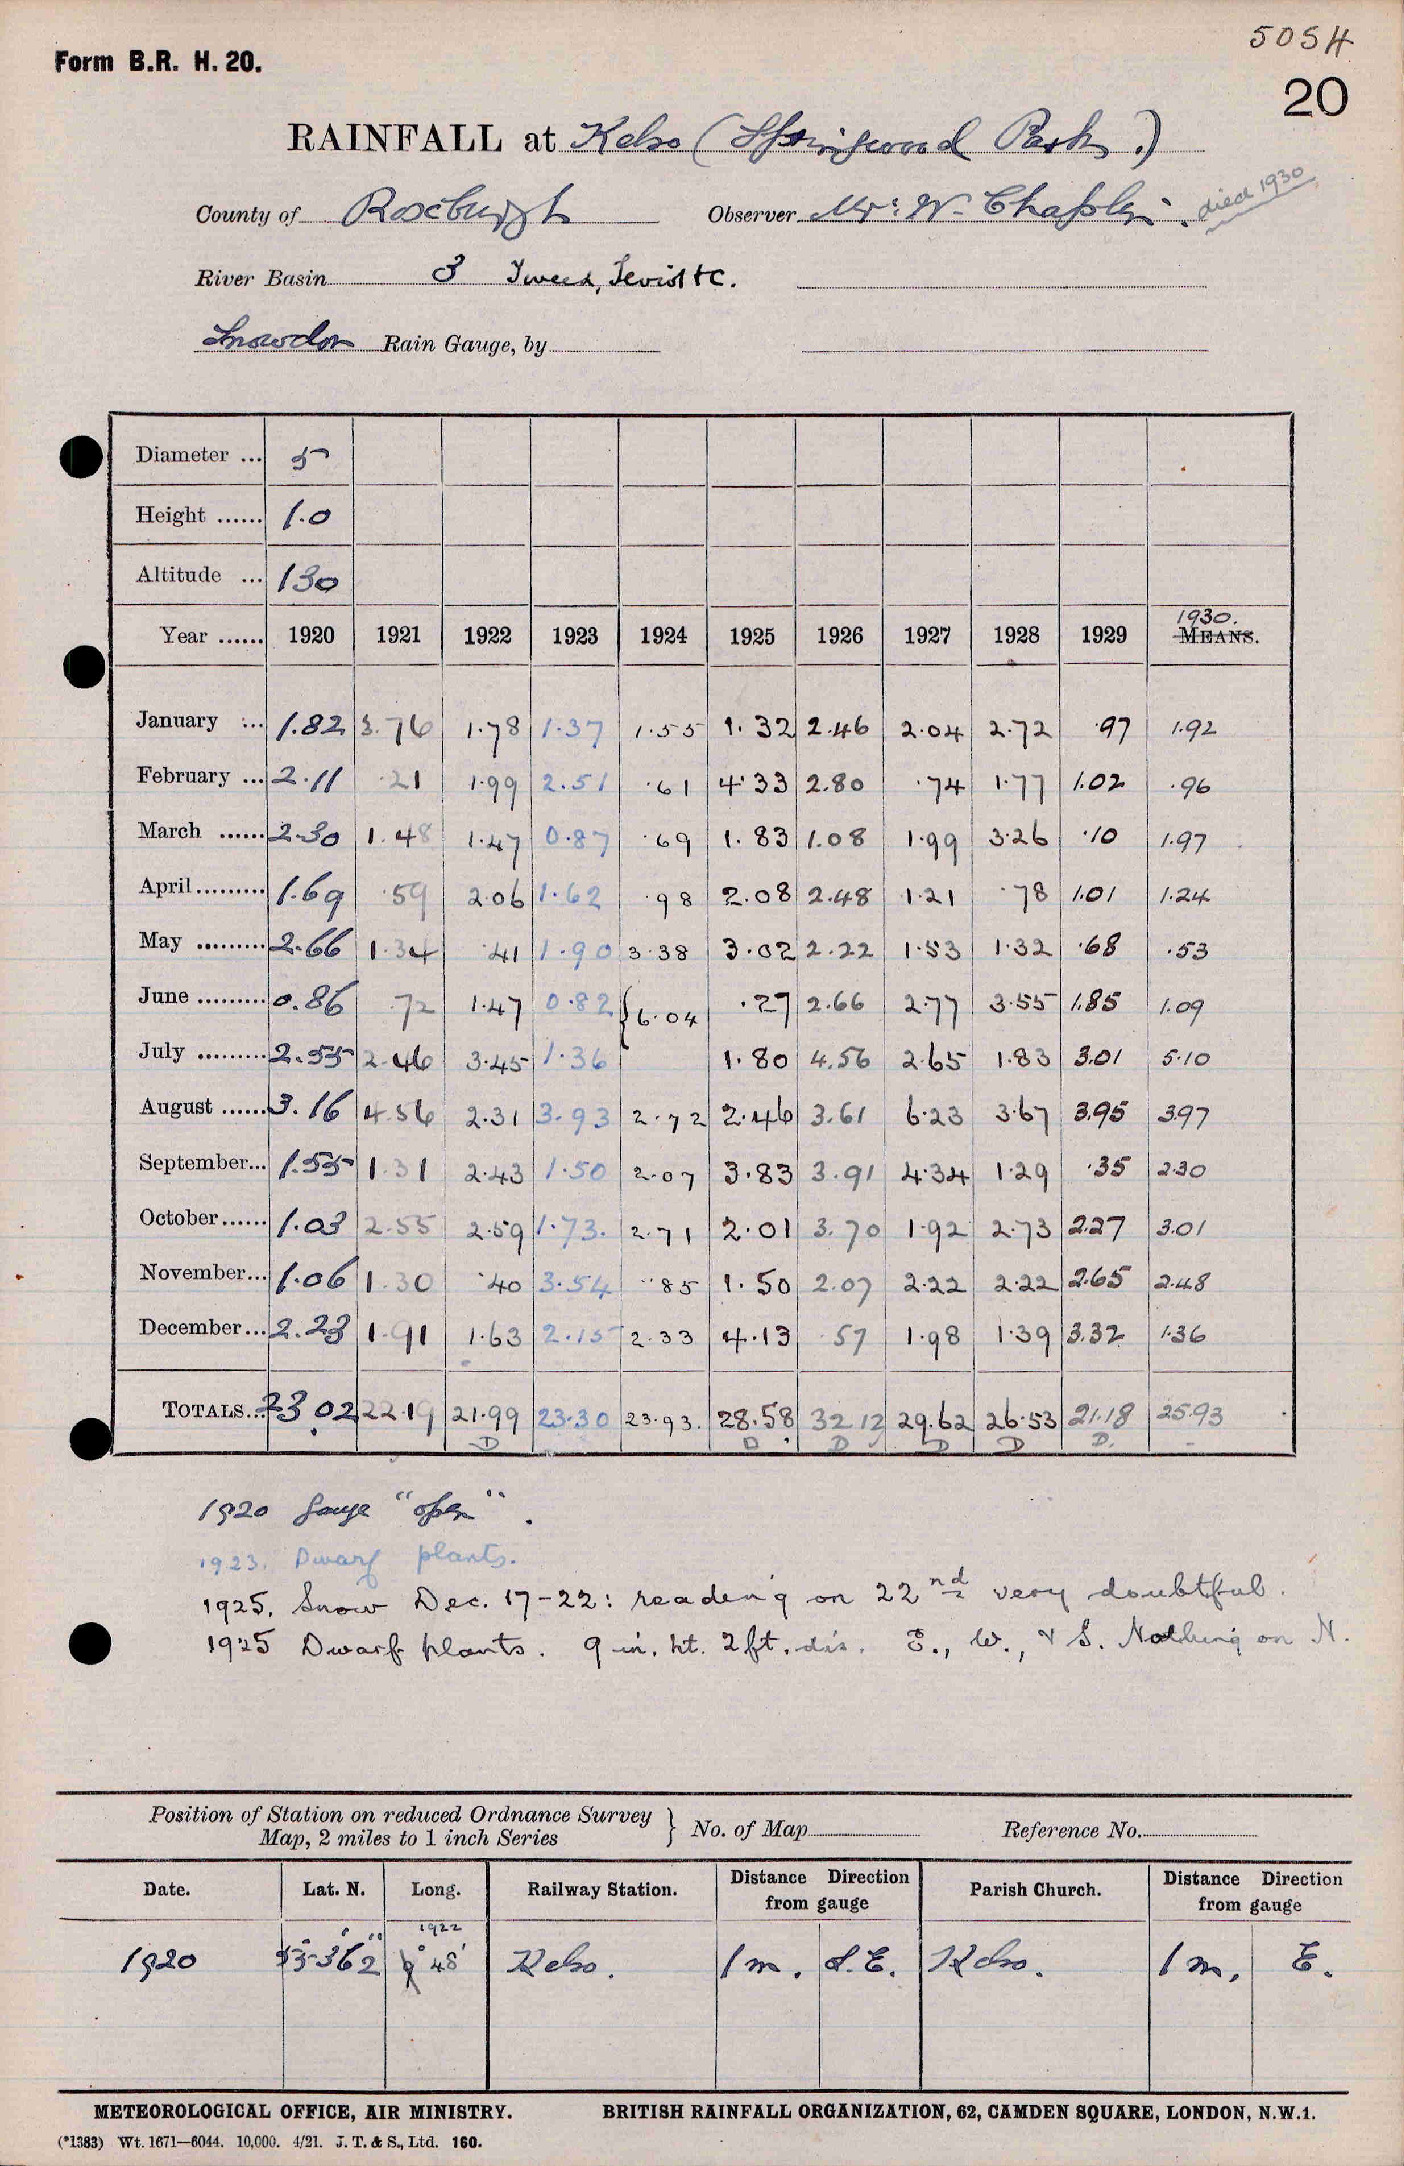 5054
Form B.R. H. 20.
20
RAINFALL at Kelso (Springwood Park.)
died 1930
County of Roxburgh Observer Mr. W. Chaplin.
River Basin 3 Tweed, Teviot &c.
Snowdon Rain Gauge, by
Diameter ... 5
Height ...... 1.0
Altitude ... 130
1930.
Year ...... 1920 1921 1922 1923 1924 1925 1926 1927 1928 1929 MEANS.
January ... 1.82 3.76 1.78 1.37 1.55 1.32 2.46 2.04 2.72 .97 1.92
February ... 2.11 .21 1.99 2.51 .61 4.33 2.80 .74 1.77 1.02 .96
March ...... 2.30 1.48 1.47 0.87 .69 1.83 1.08 1.99 3.26 .10 1.97
April ......... 1.69 .59 2.06 1.62 .98 2.08 2.48 1.21 .78 1.01 1.24
May ......... 2.66 1.34 .41 1.90 3.38 3.02 2.22 1.53 1.32 .68 .53
June ......... 0.86 .72 1.47 0.82 {6.04 .27 2.66 2.77 3.55 1.85 1.09
July ......... 2.55 2.46 3.45 1.36 1.80 4.56 2.65 1.83 3.01 5.10
August ...... 3.16 4.56 2.31 3.93 2.72 2.46 3.61 6.23 3.67 3.95 3.97
September... 1.55 1.31 2.43 1.50 2.07 3.83 3.91 4.34 1.29 .35 2.30
October ...... 1.03 2.55 2.59 1.73. 2.71 2.01 3.70 1.92 2.73 2.27 3.01
November... 1.06 1.30 .40 3.54 .85 1.50 2.07 2.22 2.22 2.65 2.48
December ... 2.23 1.91 1.63 2.15 2.33 4.13 .57 1.98 1.39 3.32 1.36
TOTALS... 23.02 22.19 21.99 23.30 23.93. 28.58 32.12 29.62 26.53 21.18 25.93
D D D D D D.
1920 Gauge "open".
1923. Dwarf plants.
1925. Snow Dec. 17-22: reading on 22nd very doubtful.
1925 Dwarf plants. 9 in. ht. 2 ft. dis. E., W., & S. Nothing on N.
Position of Station on reduced Ordnance Survey
Map, 2 miles to 1 inch Series } No. of Map Reference No.
Date. Lat. N. Long. Railway Station. Distance Direction from gauge Parish Church. Distance Direction from gauge
1922
1920 55° 36' 2" 48' Kelso. 1 m. S.E. Kelso. 1 m. E.
METEOROLOGICAL OFFICE, AIR MINISTRY. BRITISH RAINFALL ORGANIZATION, 62, CAMDEN SQUARE, LONDON, N.W.1.
(*1383) Wt. 1671—6044. 10,000. 4/21. J. T. & S., Ltd. 160.